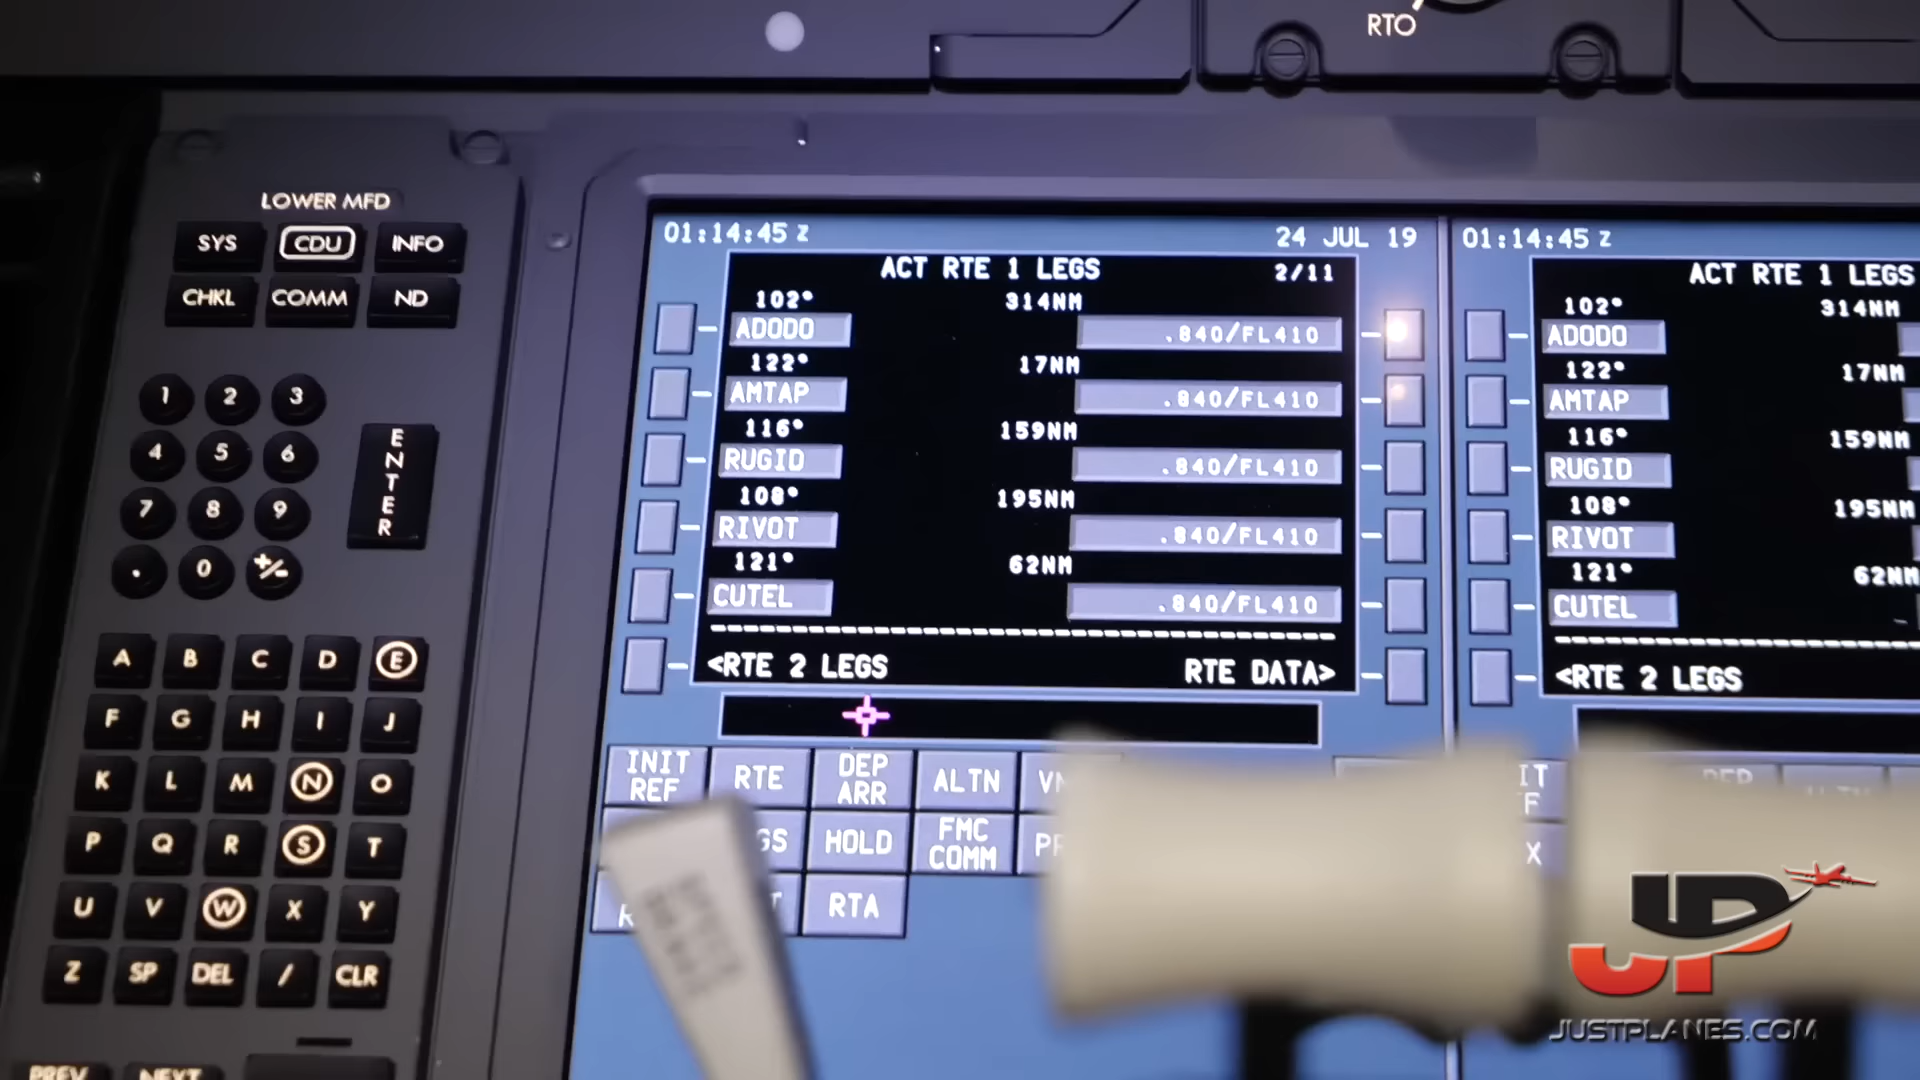 RTO
LOWER MFD
SYS CDU INFO
CHKL COMM ND
1 2 3
4 5 6
7 8 9
. 0 +/-
ENTER
A B C D E
F G H I J
K L M N O
P Q R S T
U V W X Y
Z SP DEL / CLR
PREV NEXT
01:14:45 z 24 JUL 19
ACT RTE 1 LEGS 2/11
102° 314NM
ADODO .840/FL410
122° 17NM
AMTAP .840/FL410
116° 159NM
RUGID .840/FL410
108° 195NM
RIVOT .840/FL410
121° 62NM
CUTEL .840/FL410
<RTE 2 LEGS RTE DATA>
INIT REF RTE DEP ARR ALTN
HOLD FMC COMM
RTA
01:14:45 z
ACT RTE 1 LEGS
102° 314NM
ADODO
122° 17NM
AMTAP
116° 159NM
RUGID
108° 195NM
RIVOT
121° 62NM
CUTEL
<RTE 2 LEGS
JP
JUSTPLANES.COM